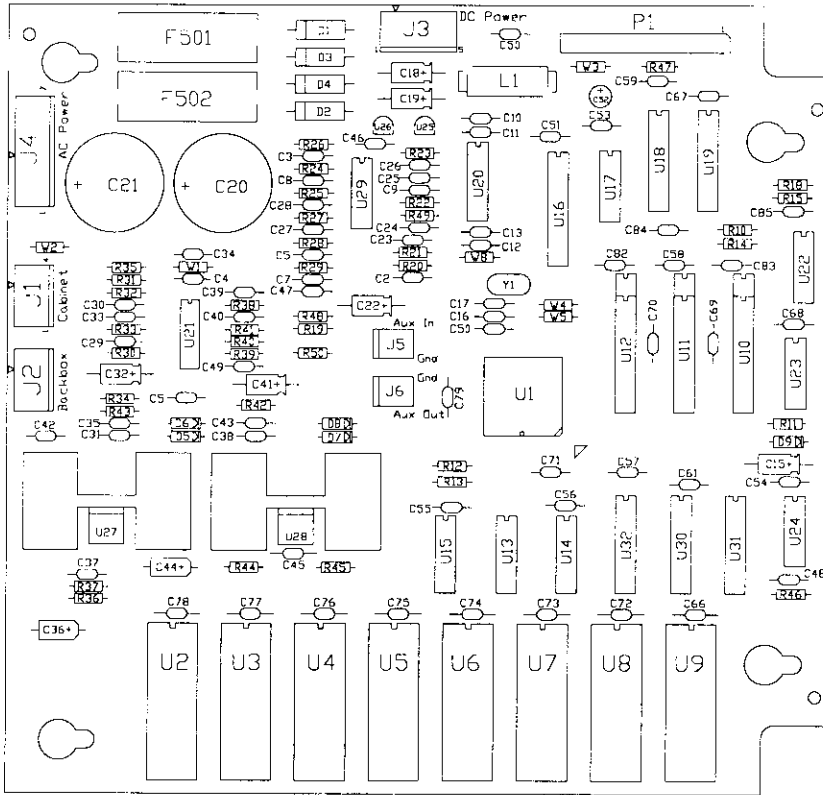 F501
F502
D1
D3
D4
D2
J3
DC Power
C50
P1
W3
R47
C59
C67
C18+
C19+
L1
C52
C53
C51
J4
AC Power
C21
C20
+
+
C46
U26
U25
C10
C11
R26
C3
R24
C8
R25
C28
R27
C27
R28
C5
R29
C7
C47
R48
R19
R50
U29
R23
C26
C25
C9
R22
R49
C24
C23
R21
R20
C2
C22+
U20
C13
C12
W8
Y1
U16
U17
U18
U19
R18
R15
C85
C84
R10
R14
U22
C82
C58
C83
W2
C34
W1
C4
J1
Cabinet
R35
R31
R32
C30
C33
R33
C29
R30
C32+
U21
C39
R38
C40
R41
R40
R39
C49
C41+
R42
Aux In
J5
Gnd
Gnd
J6
Aux Out
C79
C17
C16
C50
W4
W5
U1
U12
C70
U11
C69
U10
C68
U23
J2
Backbox
C5
R34
R43
C35
C31
C42
D6
D5
C43
C38
D8
D7
R11
D9
C15+
C54
R12
R13
C71
C57
C61
C55
C56
U15
U13
U14
U32
U30
U31
U24
C48
R46
U27
U28
C37
R37
R36
C44+
R44
C45
R45
C36+
C78
C77
C76
C75
C74
C73
C72
C66
U2
U3
U4
U5
U6
U7
U8
U9